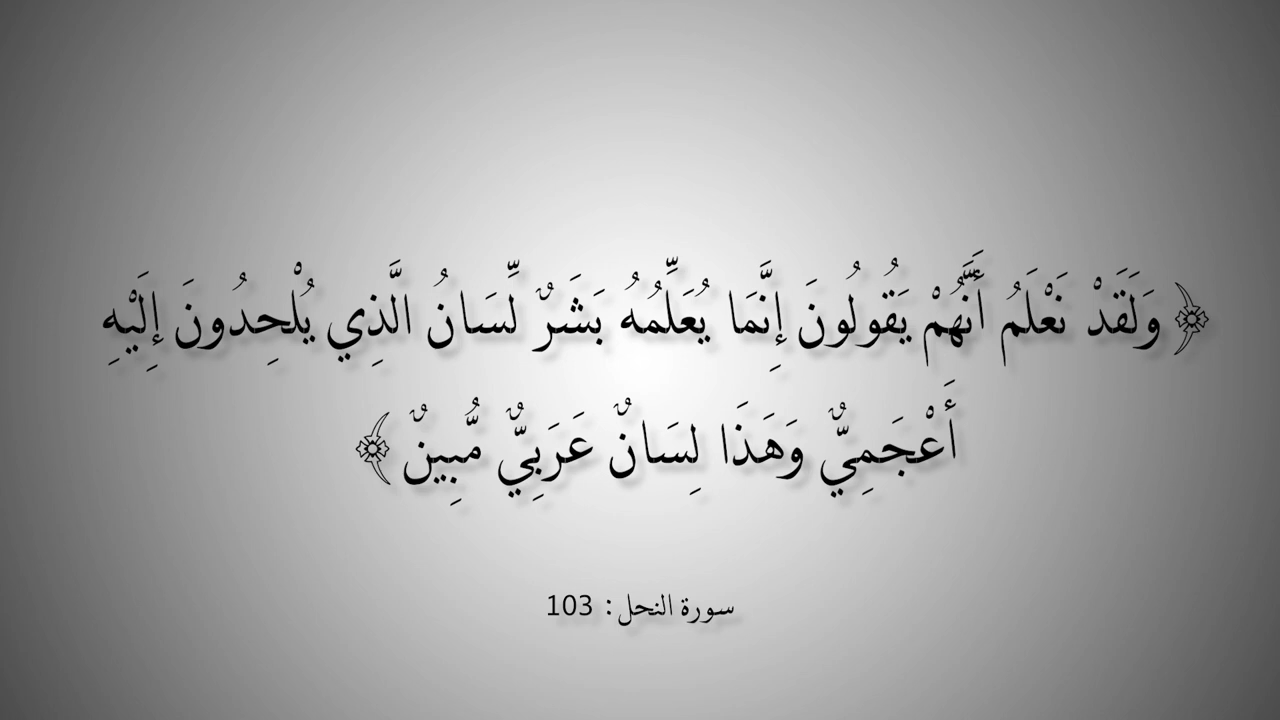 ﴿ وَلَقَدْ نَعْلَمُ أَنَّهُمْ يَقُولُونَ إِنَّمَا يُعَلِّمُهُ بَشَرٌ لِّسَانُ الَّذِي يُلْحِدُونَ إِلَيْهِ
أَعْجَمِيٌّ وَهَذَا لِسَانٌ عَرَبِيٌّ مُّبِينٌ ﴾
سورة النحل: 103